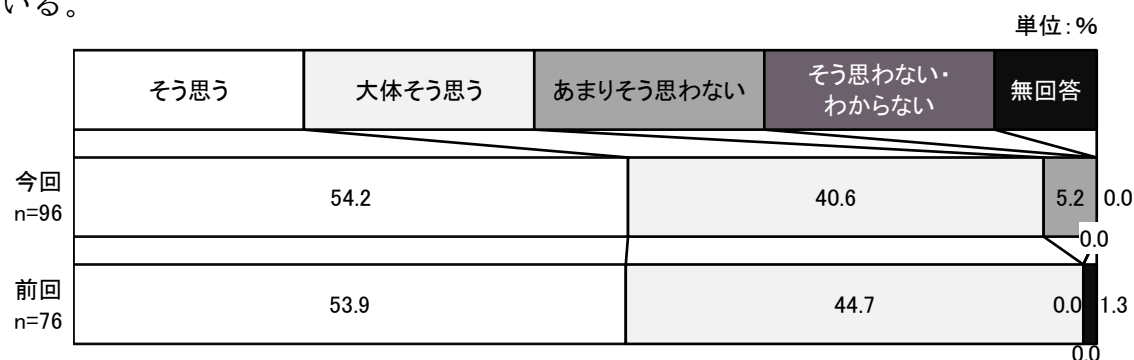 いる。
単位：%
そう思う
大体そう思う
あまりそう思わない
そう思わない・
わからない
無回答
今回
n=96
54.2
40.6
5.2
0.0
0.0
前回
n=76
53.9
44.7
0.0
1.3
0.0